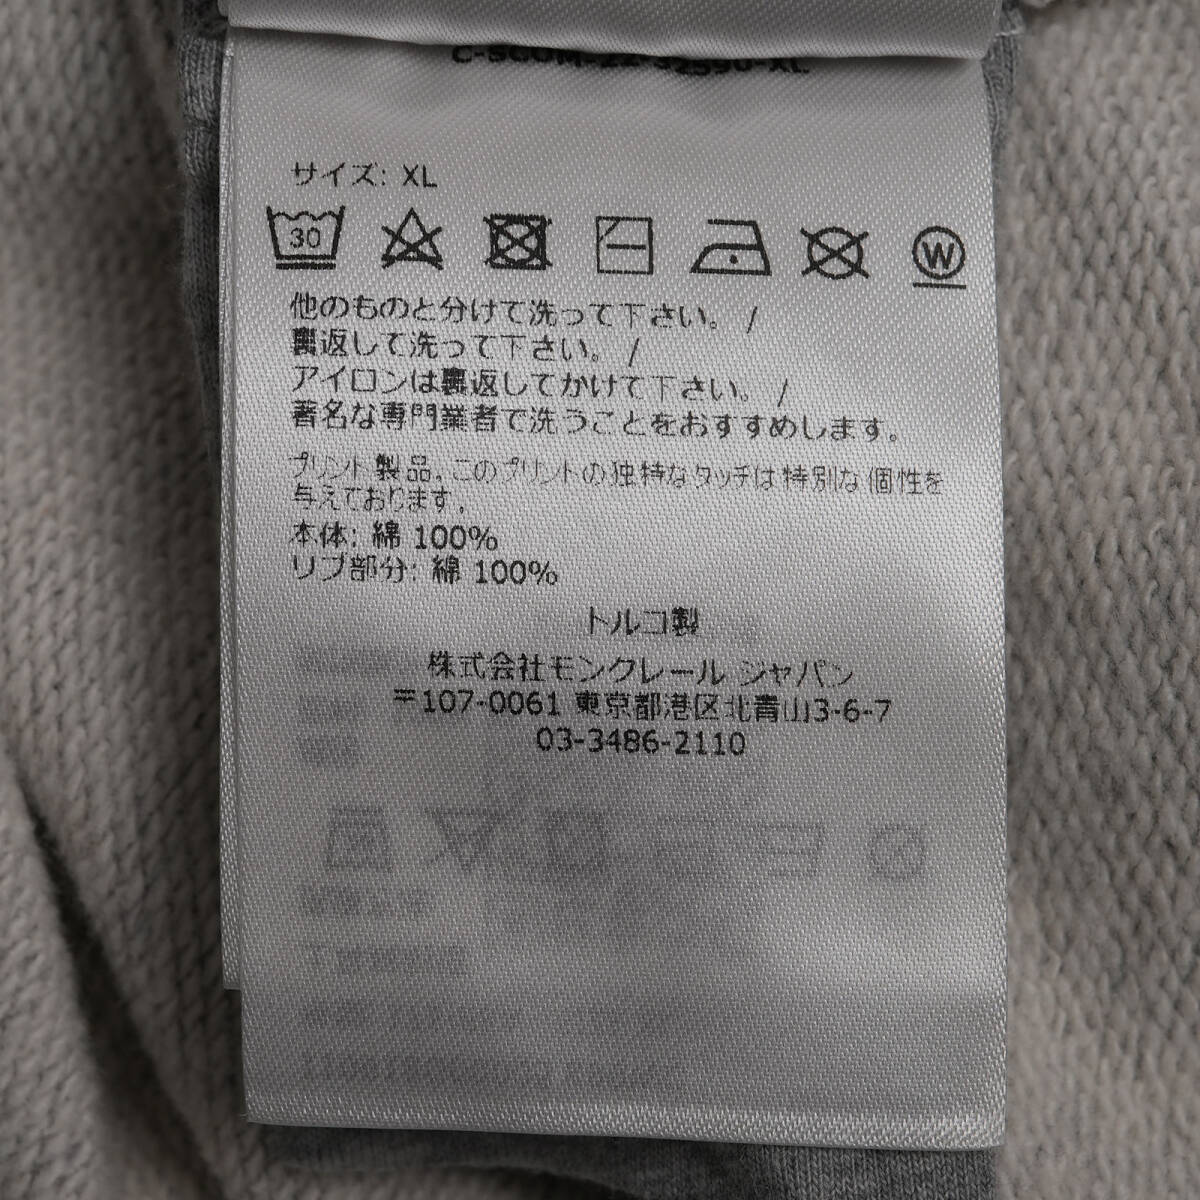 サイズ: XL
30
W
他のものと分けて洗って下さい。 /
裏返して洗って下さい。 /
アイロンは裏返してかけて下さい。 /
著名な専門業者で洗うことをおすすめします。
プリント製品。このプリントの独特なタッチは特別な個性を
与えております。
本体: 綿 100%
リブ部分: 綿 100%
トルコ製
株式会社モンクレール ジャパン
〒107-0061 東京都港区北青山3-6-7
03-3486-2110